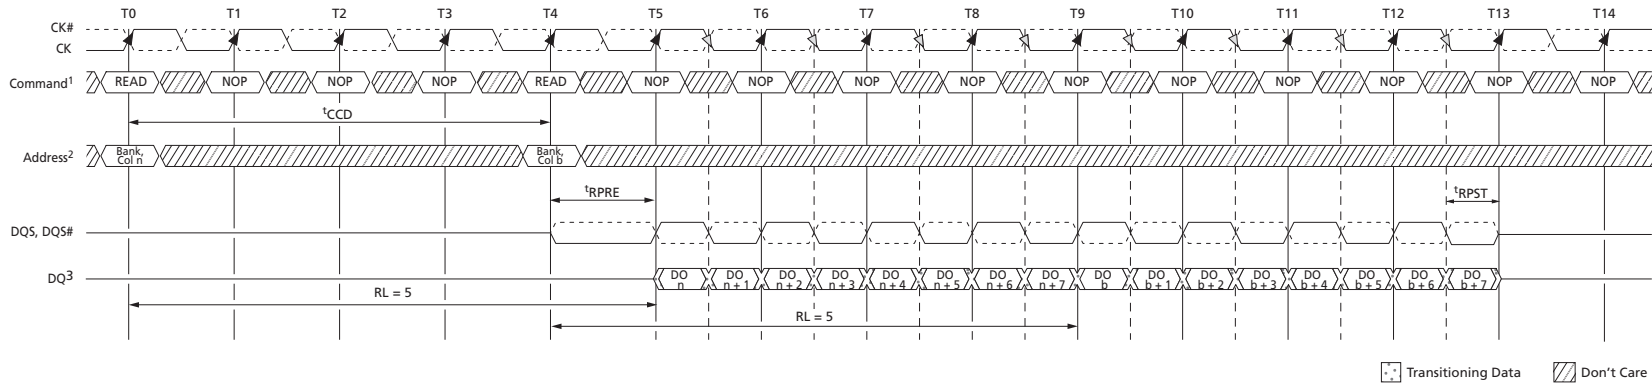 T0 T1 T2 T3 T4 T5 T6 T7 T8 T9 T10 T11 T12 T13 T14
CK#
CK
Command1 READ NOP NOP NOP READ NOP NOP NOP NOP NOP NOP NOP NOP NOP NOP
tCCD
Address2 Bank, Col n Bank, Col b
tRPRE tRPST
DQS, DQS#
DQ3 DO n DO n + 1 DO n + 2 DO n + 3 DO n + 4 DO n + 5 DO n + 6 DO n + 7 DO b DO b + 1 DO b + 2 DO b + 3 DO b + 4 DO b + 5 DO b + 6 DO b + 7
RL = 5
RL = 5
Transitioning Data Don't Care